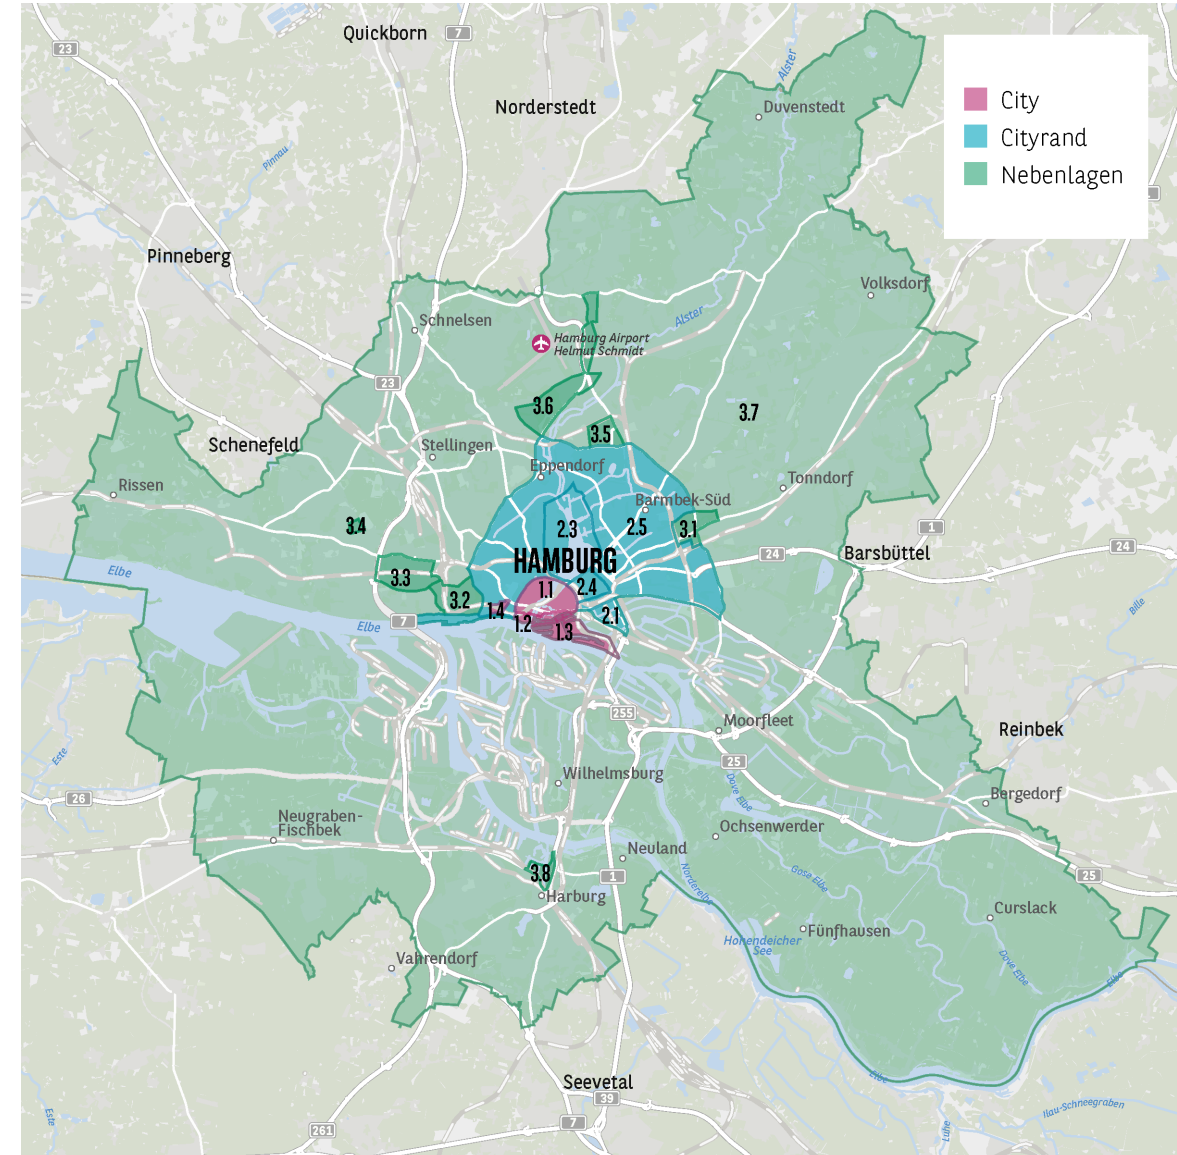 Quickborn
7
23
Norderstedt
Alster
Duvenstedt
City
Cityrand
Nebenlagen
Pinnau
Pinneberg
Volksdorf
Schnelsen
Alster
Hamburg Airport
Helmut Schmidt
23
3.6
3.7
3.5
Schenefeld
Stellingen
Eppendorf
Rissen
Tonndorf
Barmbek-Süd
3.4
2.3
2.5
3.1
1
HAMBURG
24
Barsbüttel
24
Elbe
3.3
1.1
2.4
3.2
1.4
2.1
Bille
7
Elbe
1.2
1.3
255
Moorfleet
Reinbek
Este
25
Wilhelmsburg
Dove Elbe
26
Bergedorf
Neugraben-
Fischbek
Ochsenwerder
Neuland
3.8
1
Norderelbe
Gose Elbe
25
Harburg
Curslack
Fünfhausen
Hohendeicher
See
Vahrendorf
Dove Elbe
Elbe
Elbe
Seevetal
39
Este
7
261
Ilau-Schneegraben
Luhe